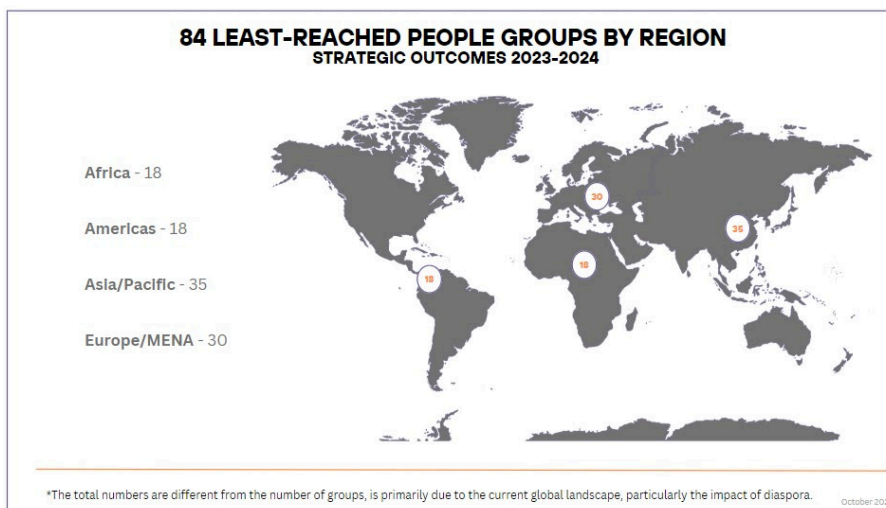 84 LEAST-REACHED PEOPLE GROUPS BY REGION
STRATEGIC OUTCOMES 2023-2024
Africa - 18
Americas - 18
Asia/Pacific - 35
Europe/MENA - 30
30
35
18
18
*The total numbers are different from the number of groups, is primarily due to the current global landscape, particularly the impact of diaspora.
October